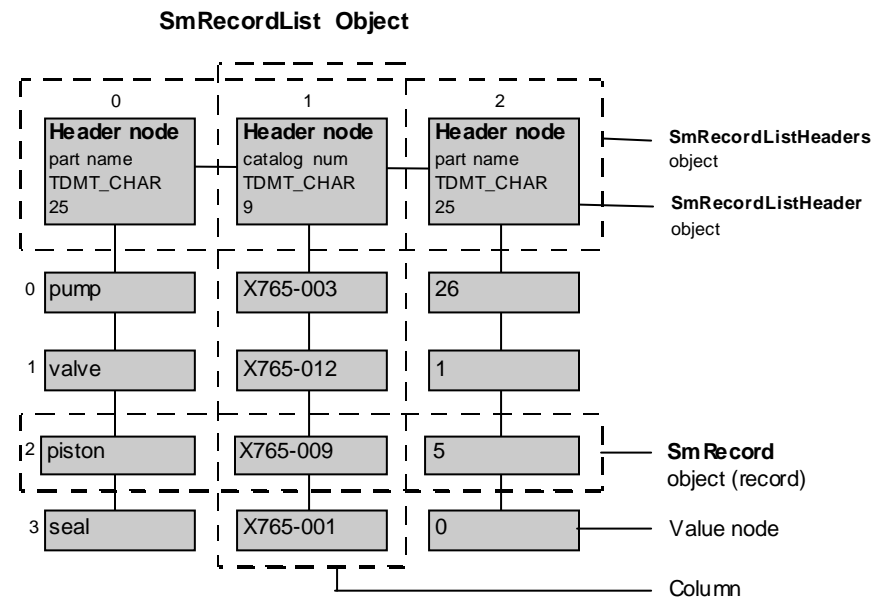 SmRecordList Object
0 1 2
Header node Header node Header node
part name catalog num part name
TDMT_CHAR TDMT_CHAR TDMT_CHAR
25 9 25
SmRecordListHeaders
object
SmRecordListHeader
object
0 pump X765-003 26
1 valve X765-012 1
2 piston X765-009 5
SmRecord
object (record)
3 seal X765-001 0
Value node
Column